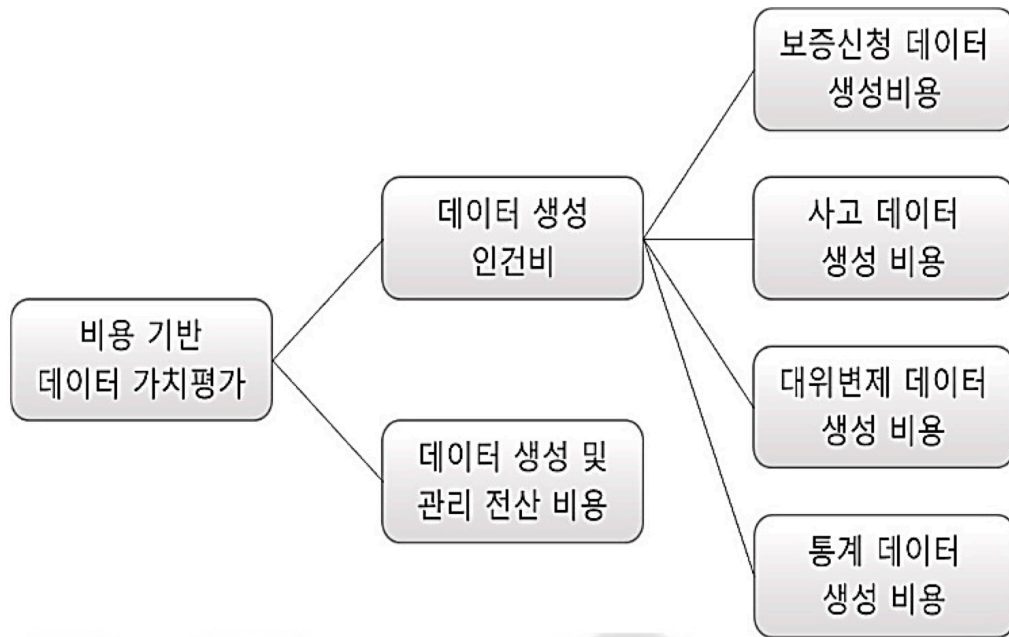 비용 기반
데이터 가치평가
데이터 생성
인건비
데이터 생성 및
관리 전산 비용
보증신청 데이터
생성비용
사고 데이터
생성 비용
대위변제 데이터
생성 비용
통계 데이터
생성 비용